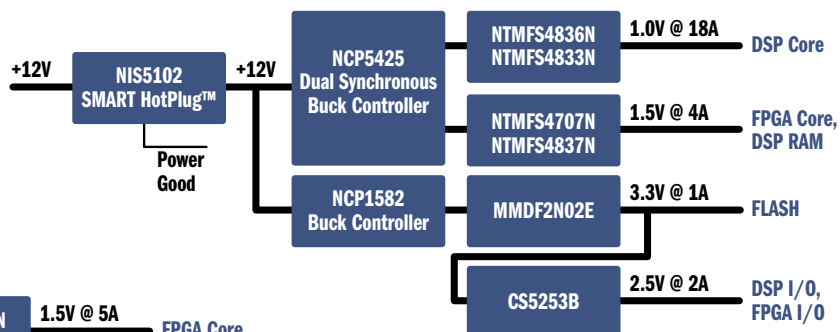 +12V
NIS5102
SMART HotPlug™
Power
Good
+12V
NCP5425
Dual Synchronous
Buck Controller
NTMFS4836N
NTMFS4833N
1.0V @ 18A
DSP Core
NTMFS4707N
NTMFS4837N
1.5V @ 4A
FPGA Core,
DSP RAM
NCP1582
Buck Controller
MMDF2N02E
3.3V @ 1A
FLASH
CS5253B
2.5V @ 2A
DSP I/O,
FPGA I/O
N
1.5V @ 5A
FPGA Core